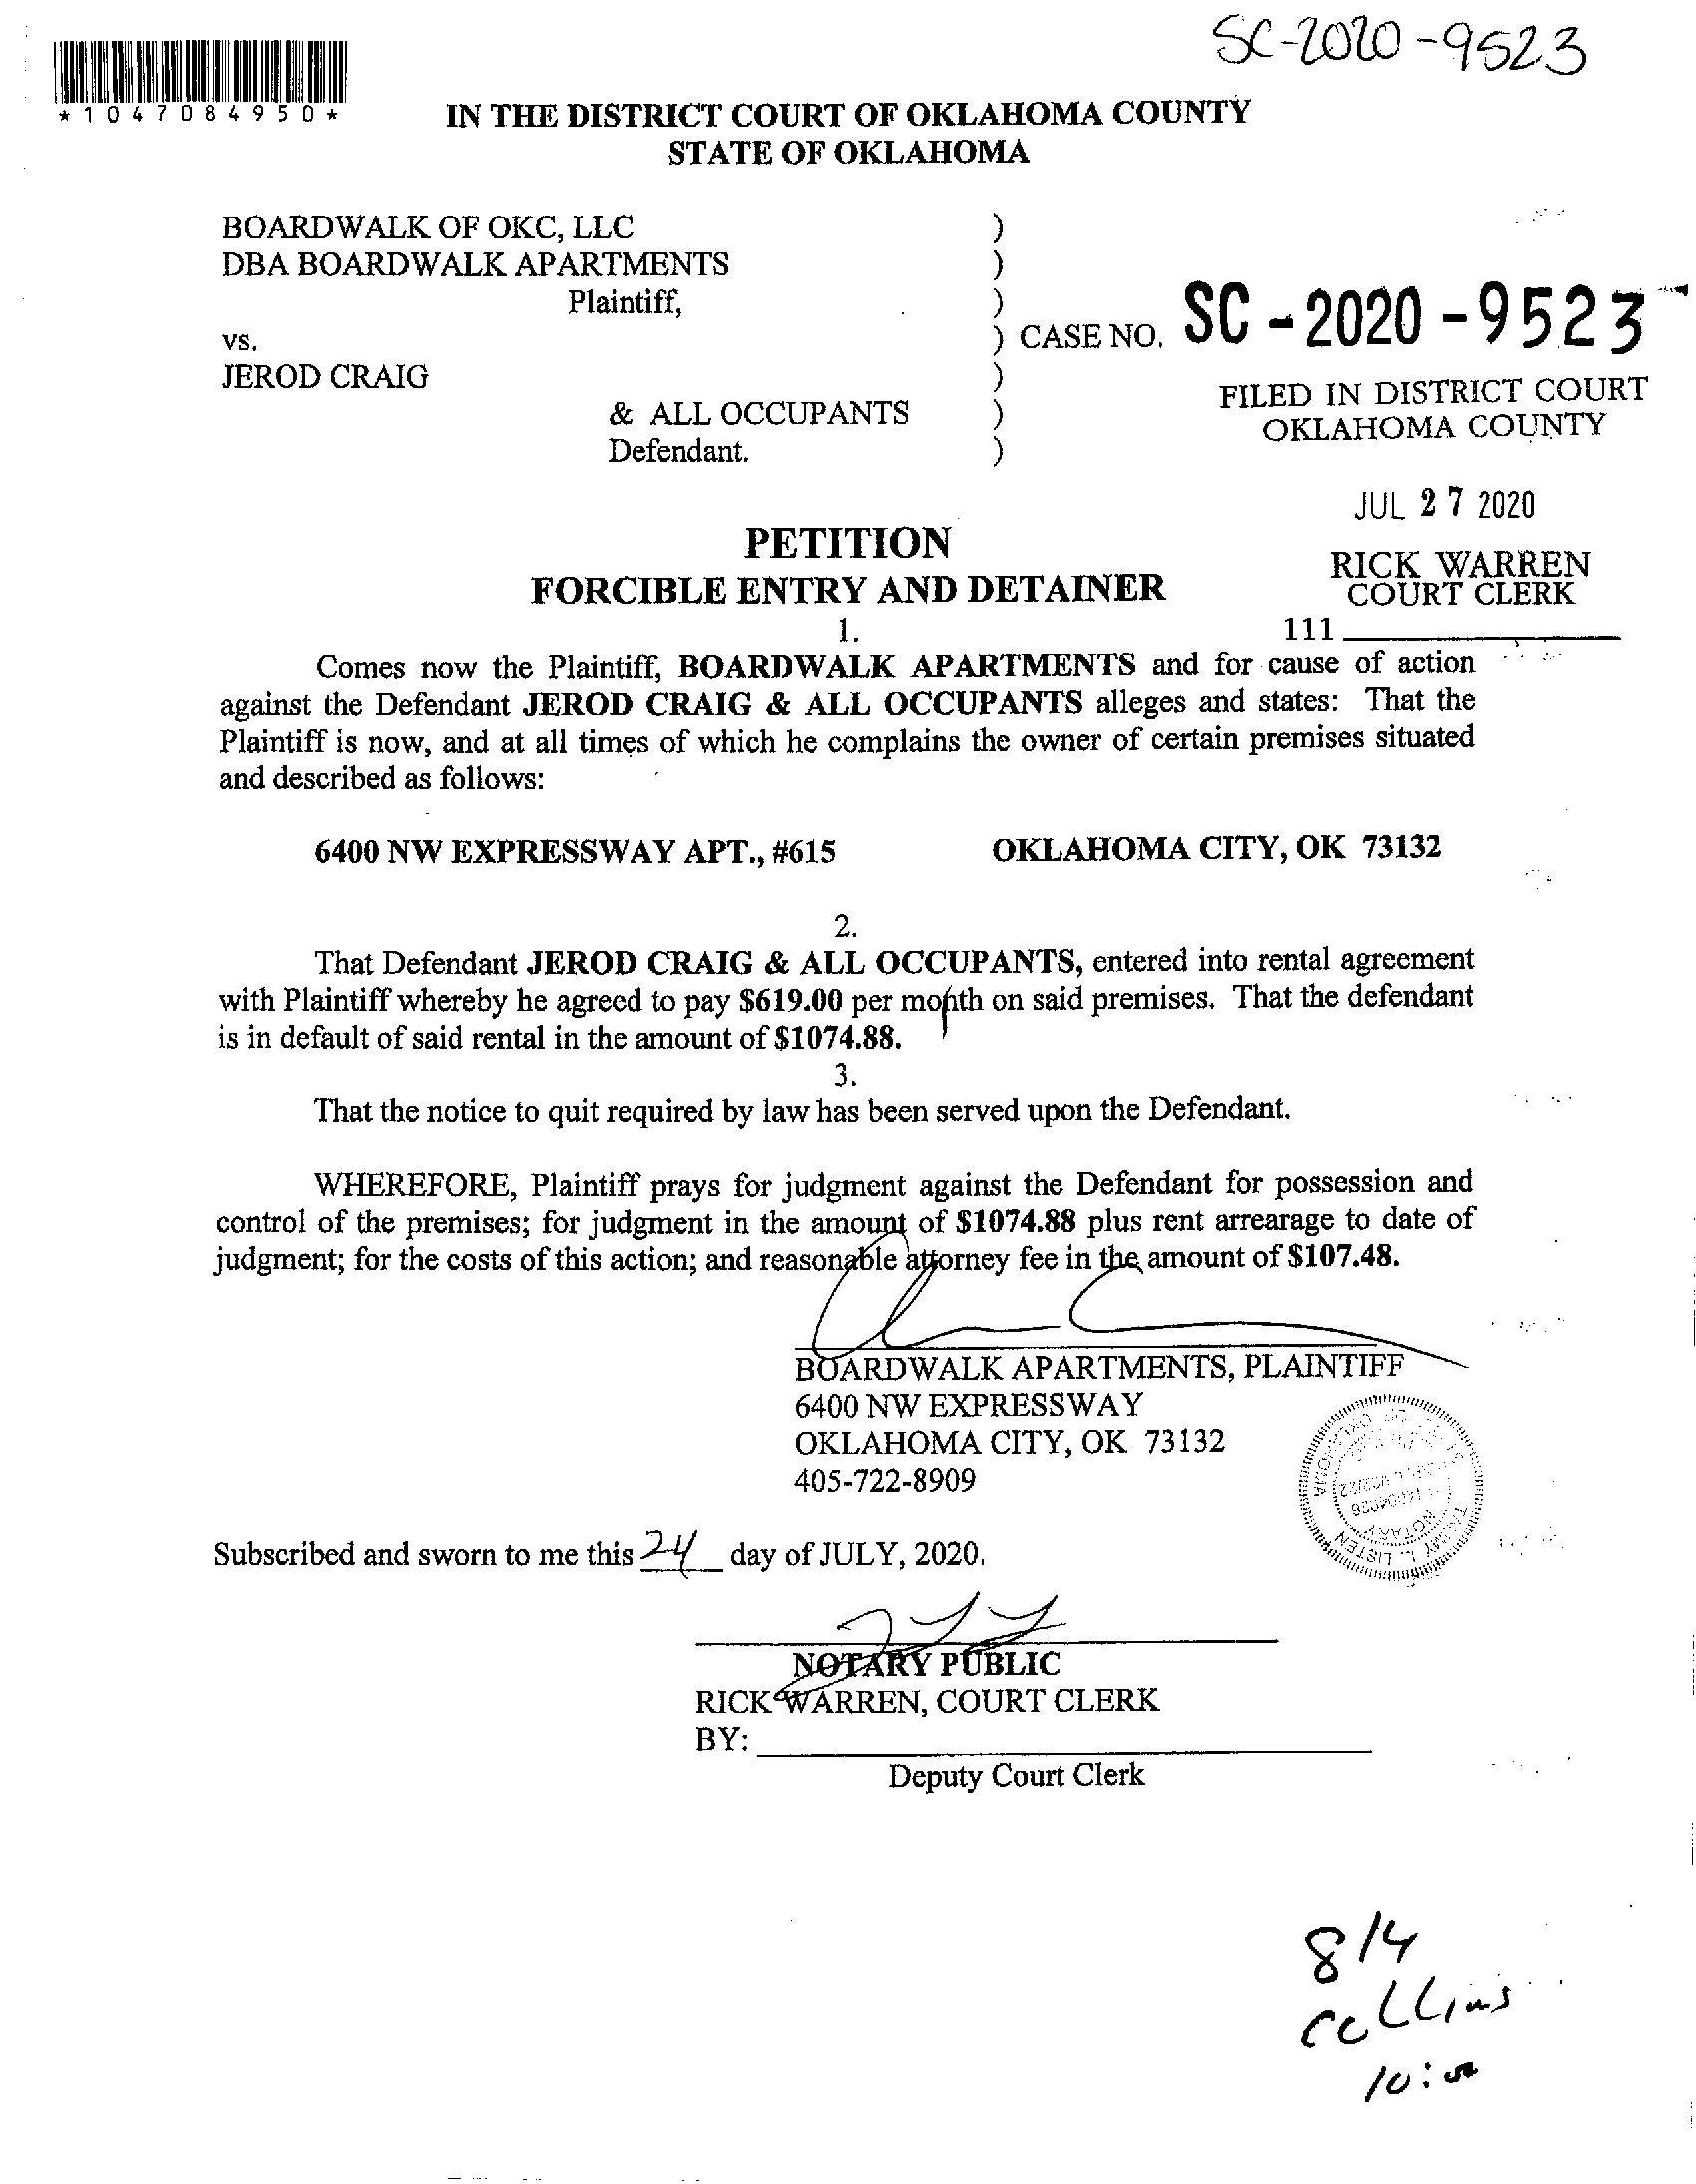 SC-2020-9523
*1047084950*
IN THE DISTRICT COURT OF OKLAHOMA COUNTY
STATE OF OKLAHOMA
BOARDWALK OF OKC, LLC )
DBA BOARDWALK APARTMENTS )
Plaintiff, )
vs. ) CASE NO. SC-2020-9523
JEROD CRAIG )
& ALL OCCUPANTS )
Defendant. )
FILED IN DISTRICT COURT
OKLAHOMA COUNTY
JUL 27 2020
RICK WARREN
COURT CLERK
111
PETITION
FORCIBLE ENTRY AND DETAINER
1.
Comes now the Plaintiff, BOARDWALK APARTMENTS and for cause of action
against the Defendant JEROD CRAIG & ALL OCCUPANTS alleges and states: That the
Plaintiff is now, and at all times of which he complains the owner of certain premises situated
and described as follows:
6400 NW EXPRESSWAY APT., #615 OKLAHOMA CITY, OK 73132
2.
That Defendant JEROD CRAIG & ALL OCCUPANTS, entered into rental agreement
with Plaintiff whereby he agreed to pay $619.00 per month on said premises. That the defendant
is in default of said rental in the amount of $1074.88.
3.
That the notice to quit required by law has been served upon the Defendant.
WHEREFORE, Plaintiff prays for judgment against the Defendant for possession and
control of the premises; for judgment in the amount of $1074.88 plus rent arrearage to date of
judgment; for the costs of this action; and reasonable attorney fee in the amount of $107.48.
BOARDWALK APARTMENTS, PLAINTIFF
6400 NW EXPRESSWAY
OKLAHOMA CITY, OK 73132
405-722-8909
Subscribed and sworn to me this 24 day of JULY, 2020.
NOTARY PUBLIC
RICK WARREN, COURT CLERK
BY:
Deputy Court Clerk
8/4
Collins
10:00